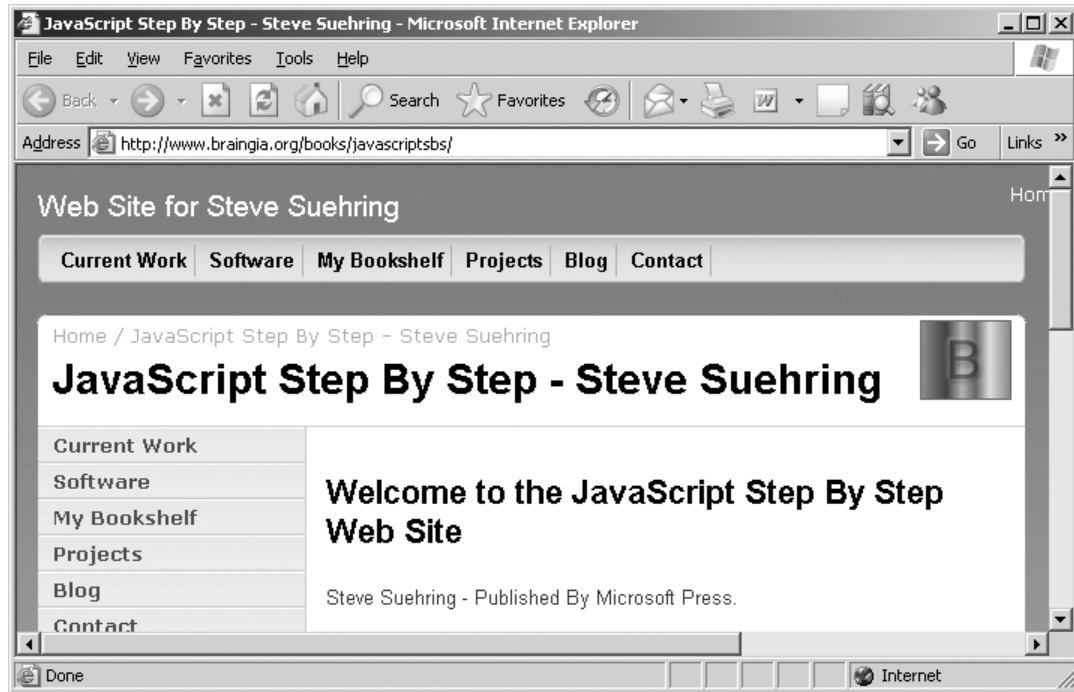 JavaScript Step By Step - Steve Suehring - Microsoft Internet Explorer
File Edit View Favorites Tools Help
Back Search Favorites
Address http://www.braingia.org/books/javascriptsbs/ Go Links »
Hom
Web Site for Steve Suehring
Current Work Software My Bookshelf Projects Blog Contact
Home / JavaScript Step By Step - Steve Suehring
JavaScript Step By Step - Steve Suehring
B
Current Work
Software
My Bookshelf
Projects
Blog
Contact
Welcome to the JavaScript Step By Step
Web Site
Steve Suehring - Published By Microsoft Press.
Done Internet